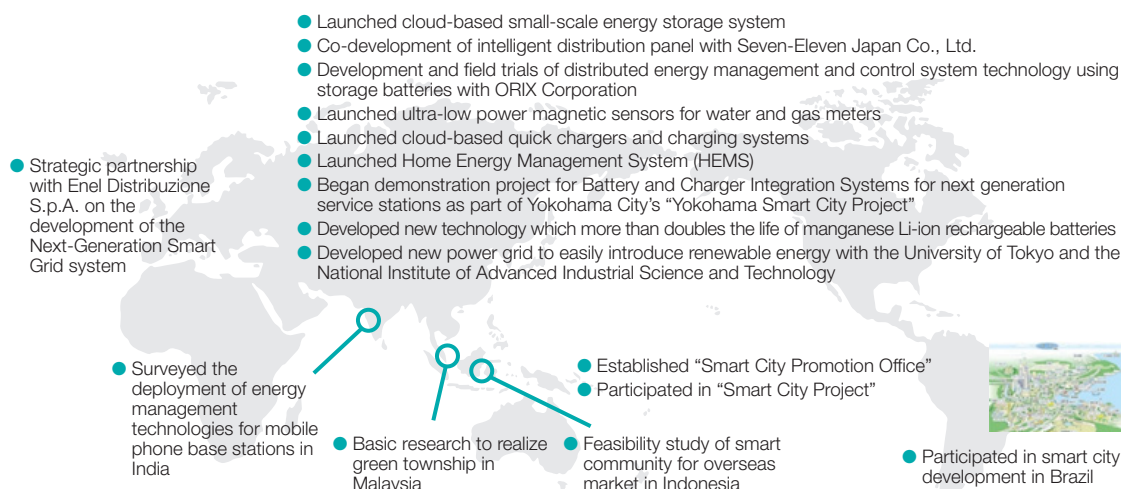 ● Launched cloud-based small-scale energy storage system
● Co-development of intelligent distribution panel with Seven-Eleven Japan Co., Ltd.
● Development and field trials of distributed energy management and control system technology using
storage batteries with ORIX Corporation
● Launched ultra-low power magnetic sensors for water and gas meters
● Launched cloud-based quick chargers and charging systems
● Launched Home Energy Management System (HEMS)
● Began demonstration project for Battery and Charger Integration Systems for next generation
service stations as part of Yokohama City’s “Yokohama Smart City Project”
● Developed new technology which more than doubles the life of manganese Li-ion rechargeable batteries
● Developed new power grid to easily introduce renewable energy with the University of Tokyo and the
National Institute of Advanced Industrial Science and Technology
● Strategic partnership
with Enel Distribuzione
S.p.A. on the
development of the
Next-Generation Smart
Grid system
● Surveyed the
deployment of energy
management
technologies for mobile
phone base stations in
India
● Basic research to realize
green township in
Malaysia
● Established “Smart City Promotion Office”
● Participated in “Smart City Project”
● Feasibility study of smart
community for overseas
market in Indonesia
● Participated in smart city
development in Brazil